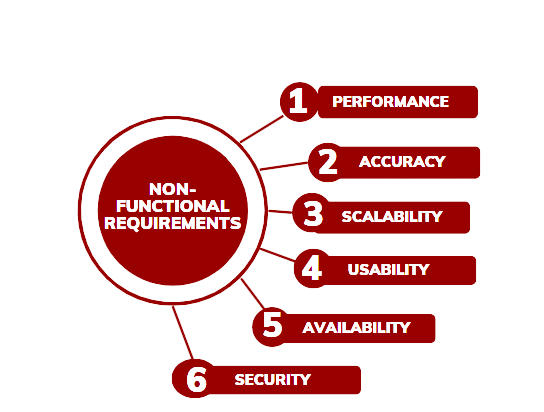 NON-
FUNCTIONAL
REQUIREMENTS
1 PERFORMANCE
2 ACCURACY
3 SCALABILITY
4 USABILITY
5 AVAILABILITY
6 SECURITY